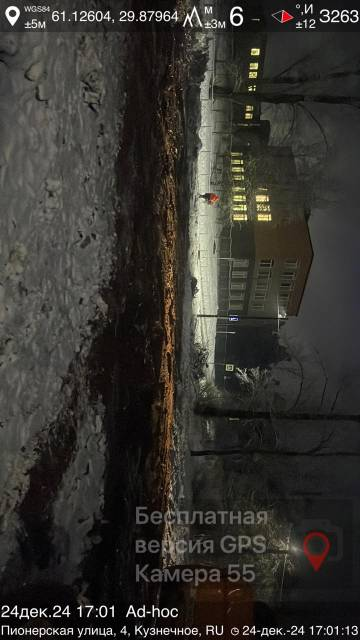 WGS84
±5м
61.12604, 29.87964
м
±3м
6
°,И
±12
3263
Бесплатная
версия GPS
Камера 55
24дек.24 17:01 Ad-hoc
Пионерская улица, 4, Кузнечное, RU
24-дек.-24 17:01:13